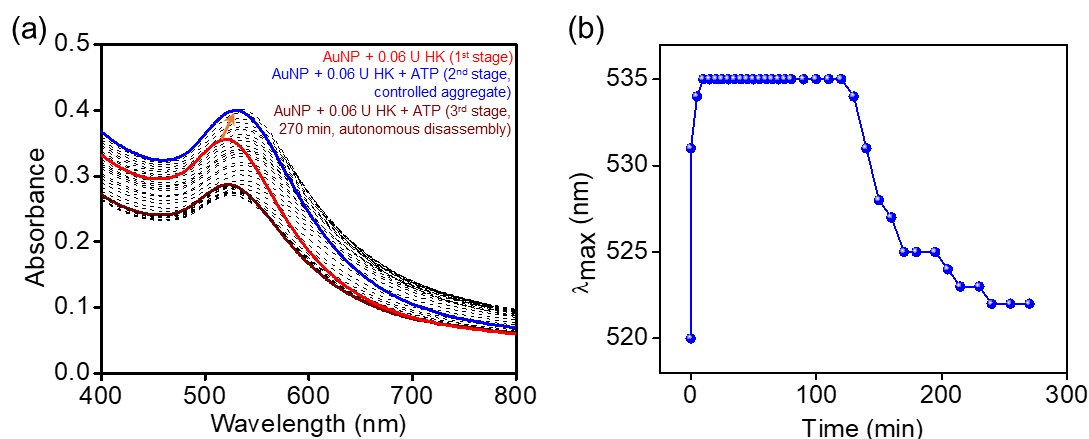 (a)
0.5
0.4
0.3
0.2
0.1
0.0
Absorbance
AuNP + 0.06 U HK (1st stage)
AuNP + 0.06 U HK + ATP (2nd stage,
controlled aggregate)
AuNP + 0.06 U HK + ATP (3rd stage,
270 min, autonomous disassembly)
400 500 600 700 800
Wavelength (nm)
(b)
535
530
525
520
λmax (nm)
0 100 200 300
Time (min)